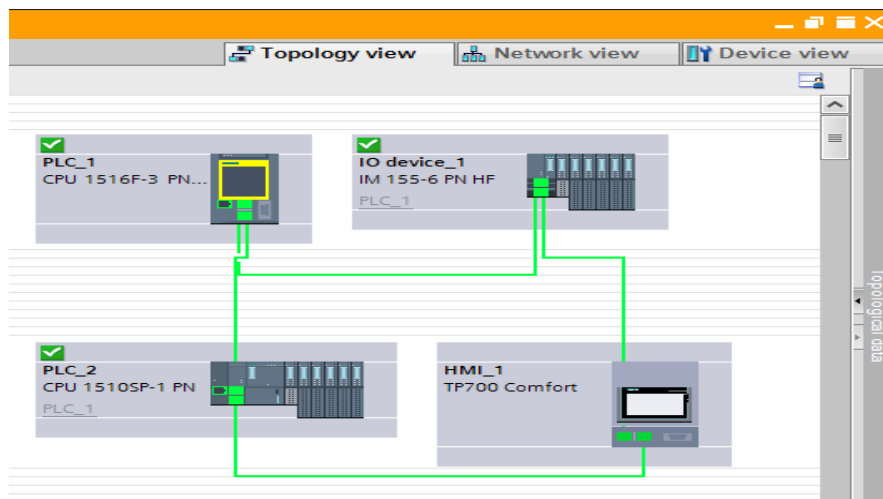 Topology view
Network view
Device view
PLC_1
CPU 1516F-3 PN...
IO device_1
IM 155-6 PN HF
PLC_1
PLC_2
CPU 1510SP-1 PN
PLC_1
HMI_1
TP700 Comfort
Topological data